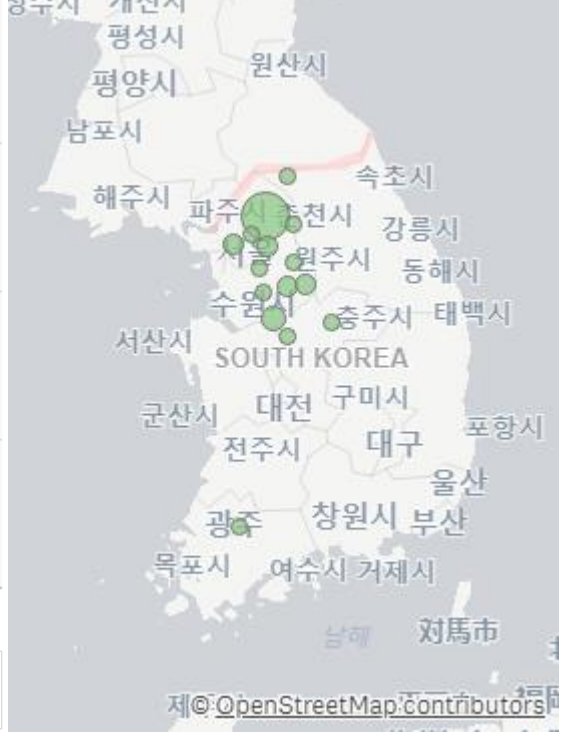 평성시
원산시
평양시
남포시
속초시
해주시
파주시
춘천시
강릉시
서울
원주시
동해시
수원시
충주시
태백시
서산시
SOUTH KOREA
구미시
대전
군산시
포항시
대구
전주시
울산
광주
창원시
부산
목포시
여수시
거제시
남해
対馬市
© OpenStreetMap contributors